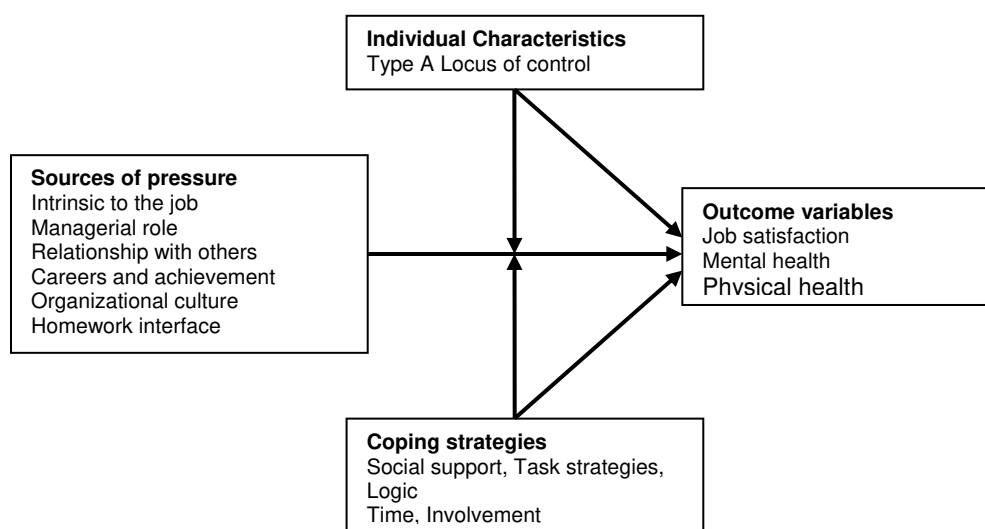 Individual Characteristics
Type A Locus of control
Sources of pressure
Intrinsic to the job
Managerial role
Relationship with others
Careers and achievement
Organizational culture
Homework interface
Outcome variables
Job satisfaction
Mental health
Physical health
Coping strategies
Social support, Task strategies,
Logic
Time, Involvement